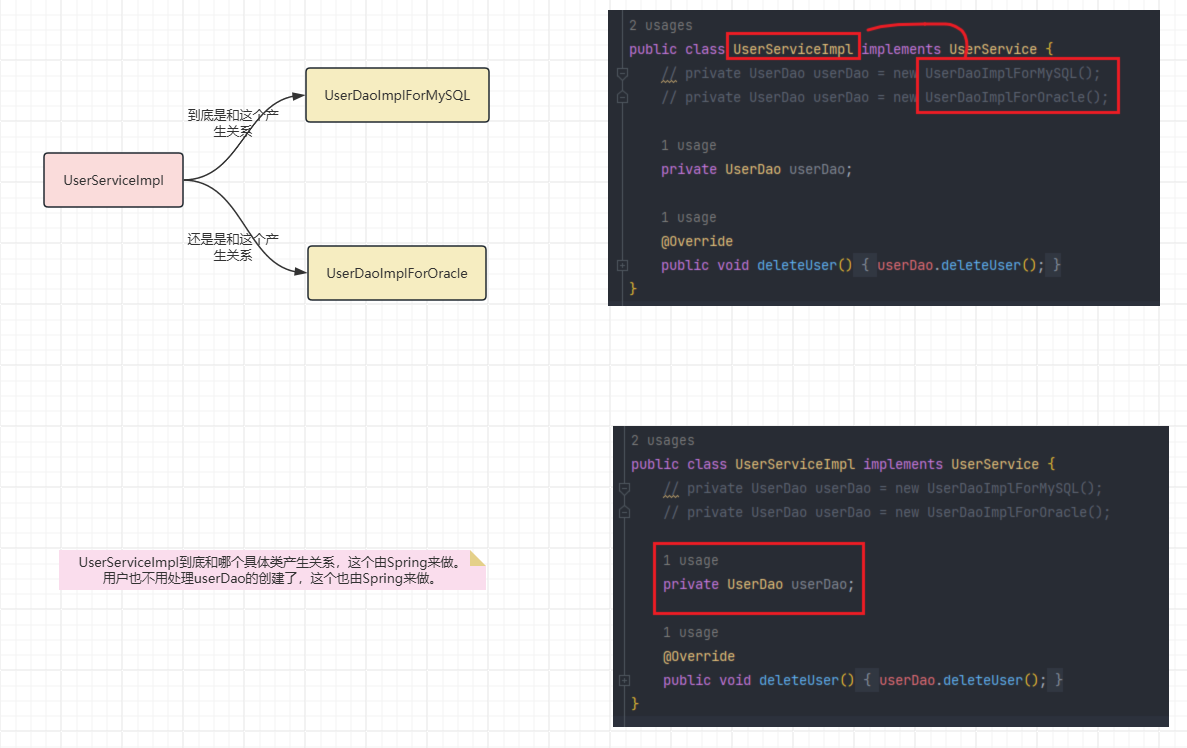 UserDaoImplForMySQL
到底是和这个产
生关系
UserServiceImpl
还是是和这个产
生关系
UserDaoImplForOracle
2 usages
public class UserServiceImpl implements UserService {
// private UserDao userDao = new UserDaoImplForMySQL();
// private UserDao userDao = new UserDaoImplForOracle();
1 usage
private UserDao userDao;
1 usage
@Override
public void deleteUser() { userDao.deleteUser(); }
}
UserServiceImpl到底和哪个具体类产生关系，这个由Spring来做。
用户也不用处理userDao的创建了，这个也由Spring来做。
2 usages
public class UserServiceImpl implements UserService {
// private UserDao userDao = new UserDaoImplForMySQL();
// private UserDao userDao = new UserDaoImplForOracle();
1 usage
private UserDao userDao;
1 usage
@Override
public void deleteUser() { userDao.deleteUser(); }
}